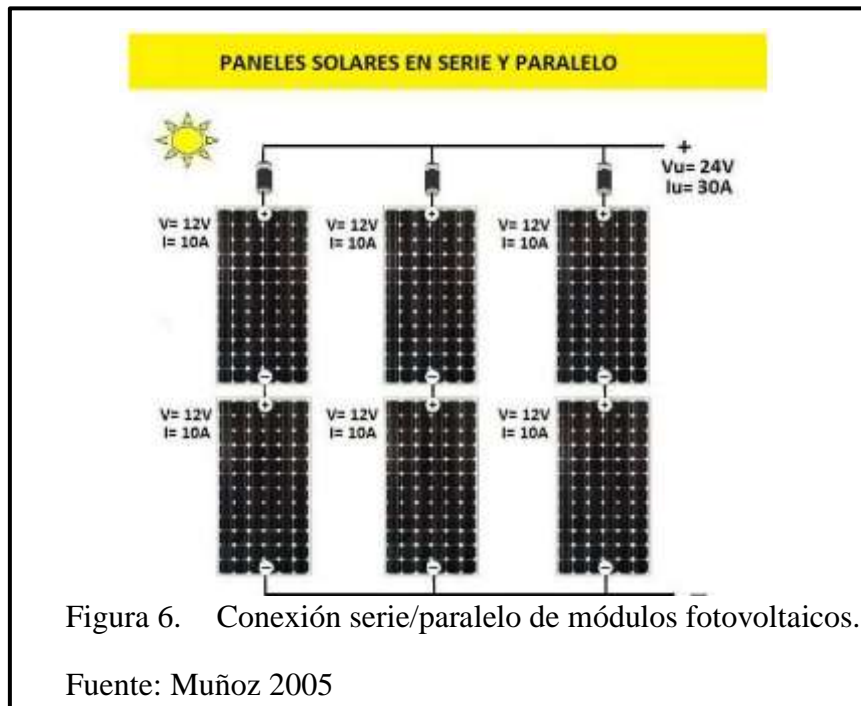 PANELES SOLARES EN SERIE Y PARALELO
+
Vu= 24V
Iu= 30A
+ + +
V= 12V V= 12V V= 12V
I= 10A I= 10A I= 10A
− − −
+ + +
V= 12V V= 12V V= 12V
I= 10A I= 10A I= 10A
− − −
−
Figura 6. Conexión serie/paralelo de módulos fotovoltaicos.
Fuente: Muñoz 2005